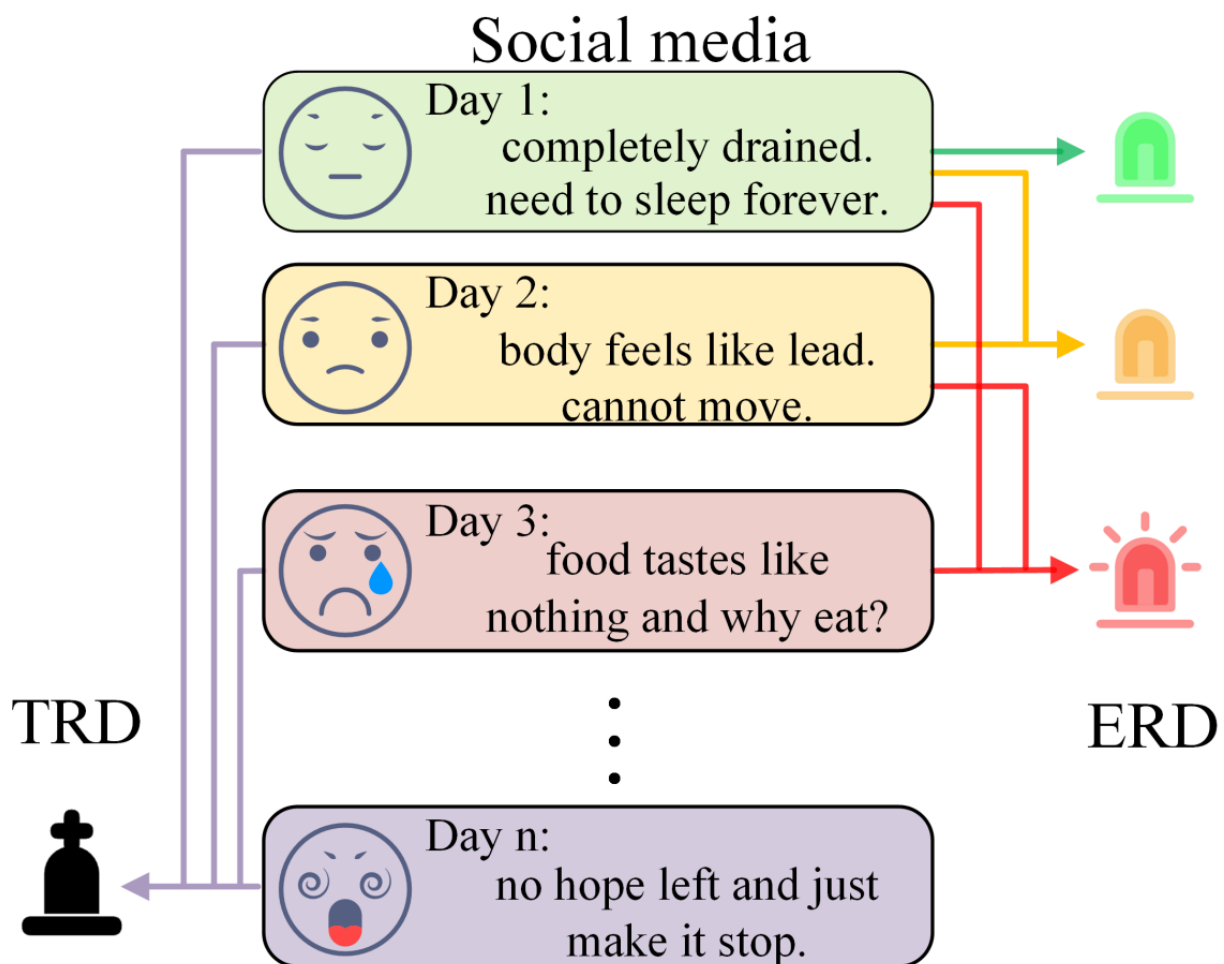 Social media
Day 1:
completely drained.
need to sleep forever.
Day 2:
body feels like lead.
cannot move.
Day 3:
food tastes like
nothing and why eat?
TRD
ERD
Day n:
no hope left and just
make it stop.